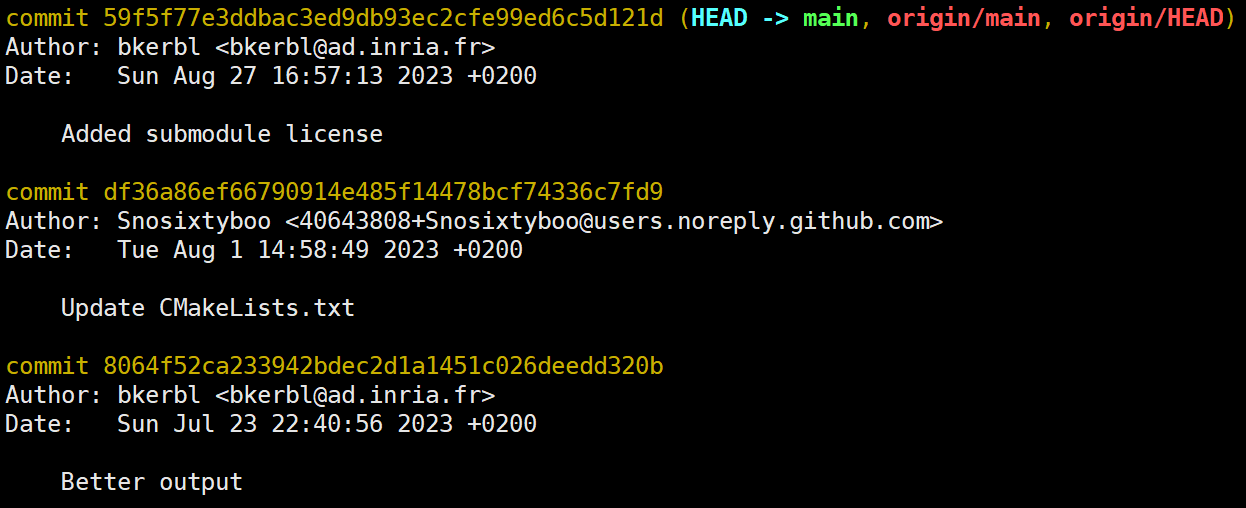 commit 59f5f77e3ddbac3ed9db93ec2cfe99ed6c5d121d (HEAD -> main, origin/main, origin/HEAD)
Author: bkerbl <bkerbl@ad.inria.fr>
Date:   Sun Aug 27 16:57:13 2023 +0200
    Added submodule license
commit df36a86ef66790914e485f14478bcf74336c7fd9
Author: Snosixtyboo <40643808+Snosixtyboo@users.noreply.github.com>
Date:   Tue Aug 1 14:58:49 2023 +0200
    Update CMakeLists.txt
commit 8064f52ca233942bdec2d1a1451c026deedd320b
Author: bkerbl <bkerbl@ad.inria.fr>
Date:   Sun Jul 23 22:40:56 2023 +0200
    Better output